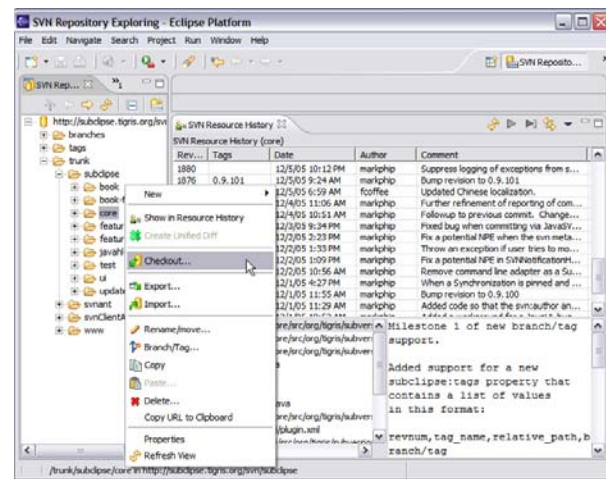 SVN Repository Exploring - Eclipse Platform
File Edit Navigate Search Project Run Window Help
SVN Reposito...
SVN Rep...
http://subclipse.tigris.org/svn
branches
tags
trunk
subclipse
book
core
test
ui
svnant
www
New
Show in Resource History
Create Unified Diff
Checkout...
Export...
Import...
Rename/move...
Branch/Tag...
Copy
Paste...
Delete...
Copy URL to Clipboard
Properties
Refresh View
SVN Resource History
SVN Resource History (core)
Rev... Tags Date Author Comment
1880 12/5/05 10:12 PM markphip Suppress logging of exceptions from s...
1876 0.9.101 12/5/05 9:24 AM markphip Bump revision to 0.9.101
12/5/05 6:59 AM fcoffee Updated Chinese localization.
12/4/05 11:06 AM markphip Further refinement of reporting of com...
12/4/05 10:51 AM markphip Followup to previous commit. Change...
12/3/05 9:34 PM markphip Fixed bug when committing via JavaSV...
12/2/05 2:23 PM markphip Fix a potential NPE when the svn meta...
12/2/05 1:33 PM markphip Throw an exception if user tries to mo...
12/2/05 1:09 PM markphip Fix a potential NPE in SVNNotificationH...
12/2/05 10:56 AM markphip Remove command line adapter as a Su...
12/1/05 4:27 PM markphip When a Synchronization is pinned and ...
12/1/05 11:55 AM markphip Bump revision to 0.9.100
12/1/05 11:29 AM markphip Added code so that the svn:author an...
Milestone 1 of new branch/tag
support.
Added support for a new
subclipse:tags property that
contains a list of values
in this format:
revnum,tag_name,relative_path,b
ranch/tag
/trunk/subclipse/core in http://subclipse.tigris.org/svn/subclipse